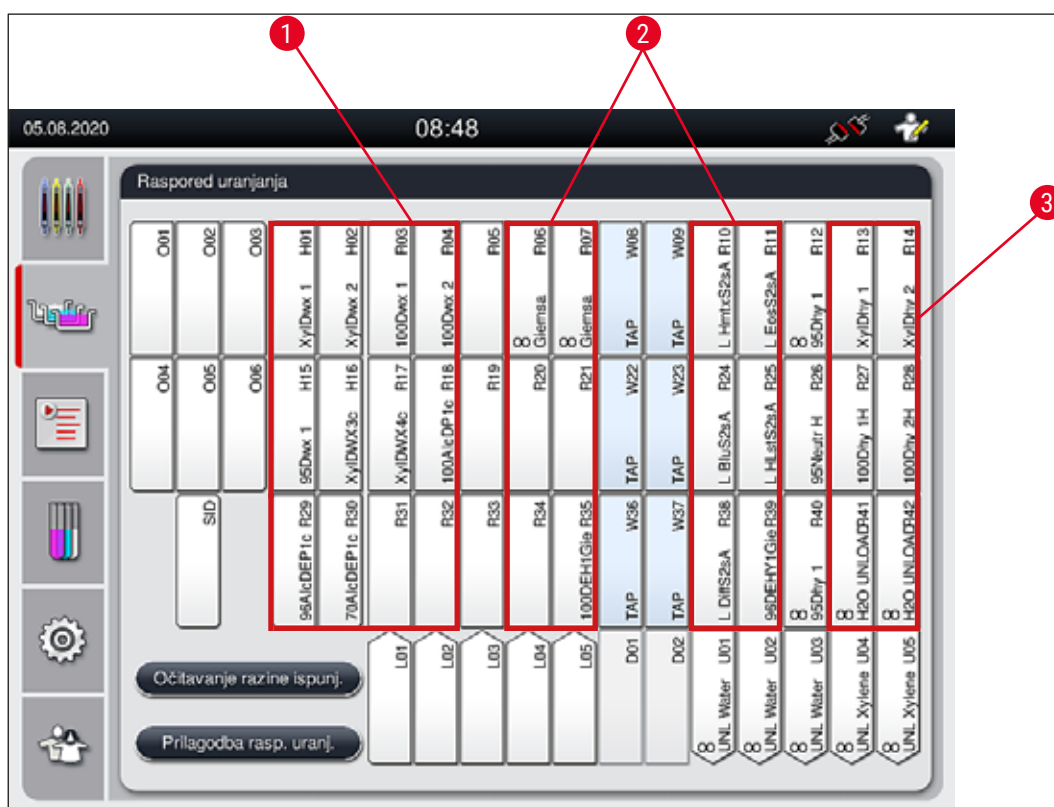 1
2
3
05.08.2020
08:48
Raspored uranjanja
O01
O02
O03
XylDwx 1 H01
XylDwx 2 H02
100Dwx 1 R03
100Dwx 2 R04
R05
∞ Giemsa R06
∞ Giemsa R07
TAP W08
TAP W09
L HmtxS2sA R10
L EosS2sA R11
∞ 95Dhy 1 R12
XylDhy 1 R13
XylDhy 2 R14
O04
O05
O06
95Dwx 1 H15
XylDWX3c H16
XylDWX4c R17
100AlcDP1c R18
R19
R20
R21
TAP W22
TAP W23
L BluS2sA R24
L HLstS2sA R25
95Neutr H R26
100Dhy 1H R27
100Dhy 2H R28
SID
96AlcDEP1c R29
70AlcDEP1c R30
R31
R32
R33
R34
100DEH1Gie R35
TAP W36
TAP W37
L DiffS2sA R38
96DEHY1Gie R39
∞ 95Dhy 1 R40
∞ H2O UNLOAD R41
∞ H2O UNLOAD R42
L01
L02
L03
L04
L05
D01
D02
∞ UNL Water U01
∞ UNL Water U02
∞ UNL Water U03
∞ UNL Xylene U04
∞ UNL Xylene U05
Očitavanje razine ispunj.
Prilagodba rasp. uranj.